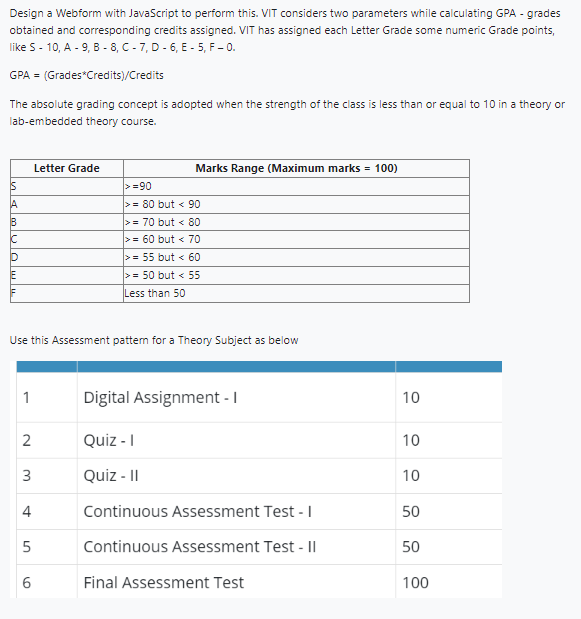 Design a Webform with JavaScript to perform this. VIT considers two parameters while calculating GPA - grades
obtained and corresponding credits assigned. VIT has assigned each Letter Grade some numeric Grade points,
like S - 10, A - 9, B - 8, C - 7, D - 6, E - 5, F – 0.
GPA = (Grades*Credits)/Credits
The absolute grading concept is adopted when the strength of the class is less than or equal to 10 in a theory or
lab-embedded theory course.
Letter Grade Marks Range (Maximum marks = 100)
S >=90
A >= 80 but < 90
B >= 70 but < 80
C >= 60 but < 70
D >= 55 but < 60
E >= 50 but < 55
F Less than 50
Use this Assessment pattern for a Theory Subject as below
1 Digital Assignment - I 10
2 Quiz - I 10
3 Quiz - II 10
4 Continuous Assessment Test - I 50
5 Continuous Assessment Test - II 50
6 Final Assessment Test 100